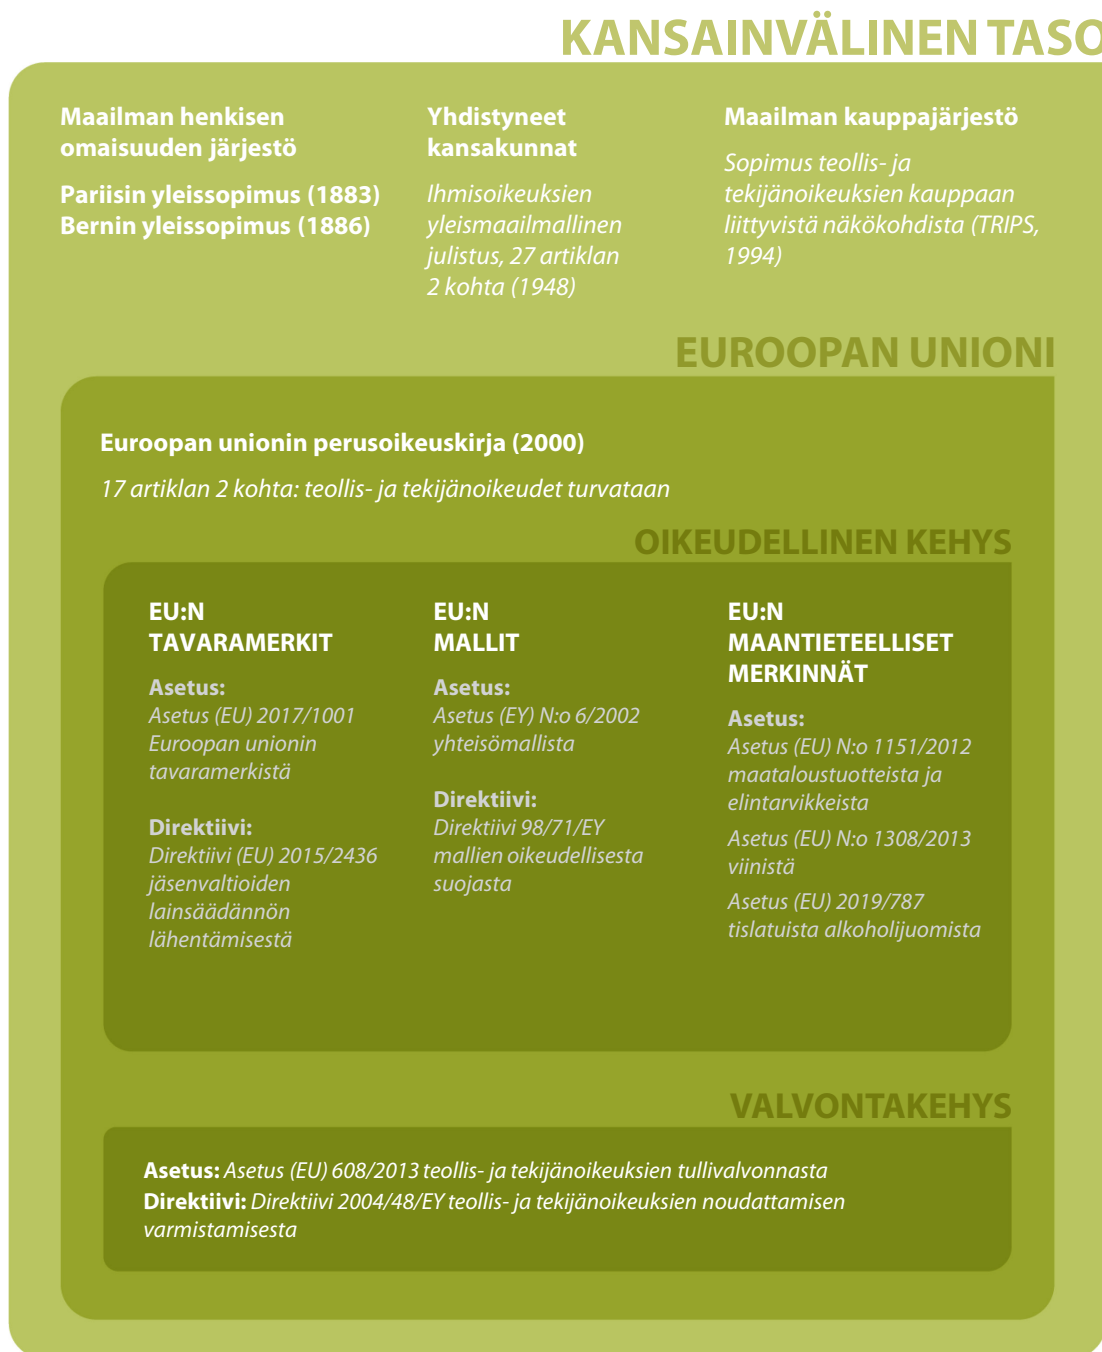 KANSAINVÄLINEN TASO
Maailman henkisen
omaisuuden järjestö
Pariisin yleissopimus (1883)
Bernin yleissopimus (1886)
Yhdistyneet
kansakunnat
Ihmisoikeuksien
yleismaailmallinen
julistus, 27 artiklan
2 kohta (1948)
Maailman kauppajärjestö
Sopimus teollis- ja
tekijänoikeuksien kauppaan
liittyvistä näkökohdista (TRIPS,
1994)
EUROOPAN UNIONI
Euroopan unionin perusoikeuskirja (2000)
17 artiklan 2 kohta: teollis- ja tekijänoikeudet turvataan
OIKEUDELLINEN KEHYS
EU:N
TAVARAMERKIT
Asetus:
Asetus (EU) 2017/1001
Euroopan unionin
tavaramerkistä
Direktiivi:
Direktiivi (EU) 2015/2436
jäsenvaltioiden
lainsäädännön
lähentämisestä
EU:N
MALLIT
Asetus:
Asetus (EY) N:o 6/2002
yhteisömallista
Direktiivi:
Direktiivi 98/71/EY
mallien oikeudellisesta
suojasta
EU:N
MAANTIETEELLISET
MERKINNÄT
Asetus:
Asetus (EU) N:o 1151/2012
maataloustuotteista ja
elintarvikkeista
Asetus (EU) N:o 1308/2013
viinistä
Asetus (EU) 2019/787
tislatuista alkoholijuomista
VALVONTAKEHYS
Asetus: Asetus (EU) 608/2013 teollis- ja tekijänoikeuksien tullivalvonnasta
Direktiivi: Direktiivi 2004/48/EY teollis- ja tekijänoikeuksien noudattamisen
varmistamisesta